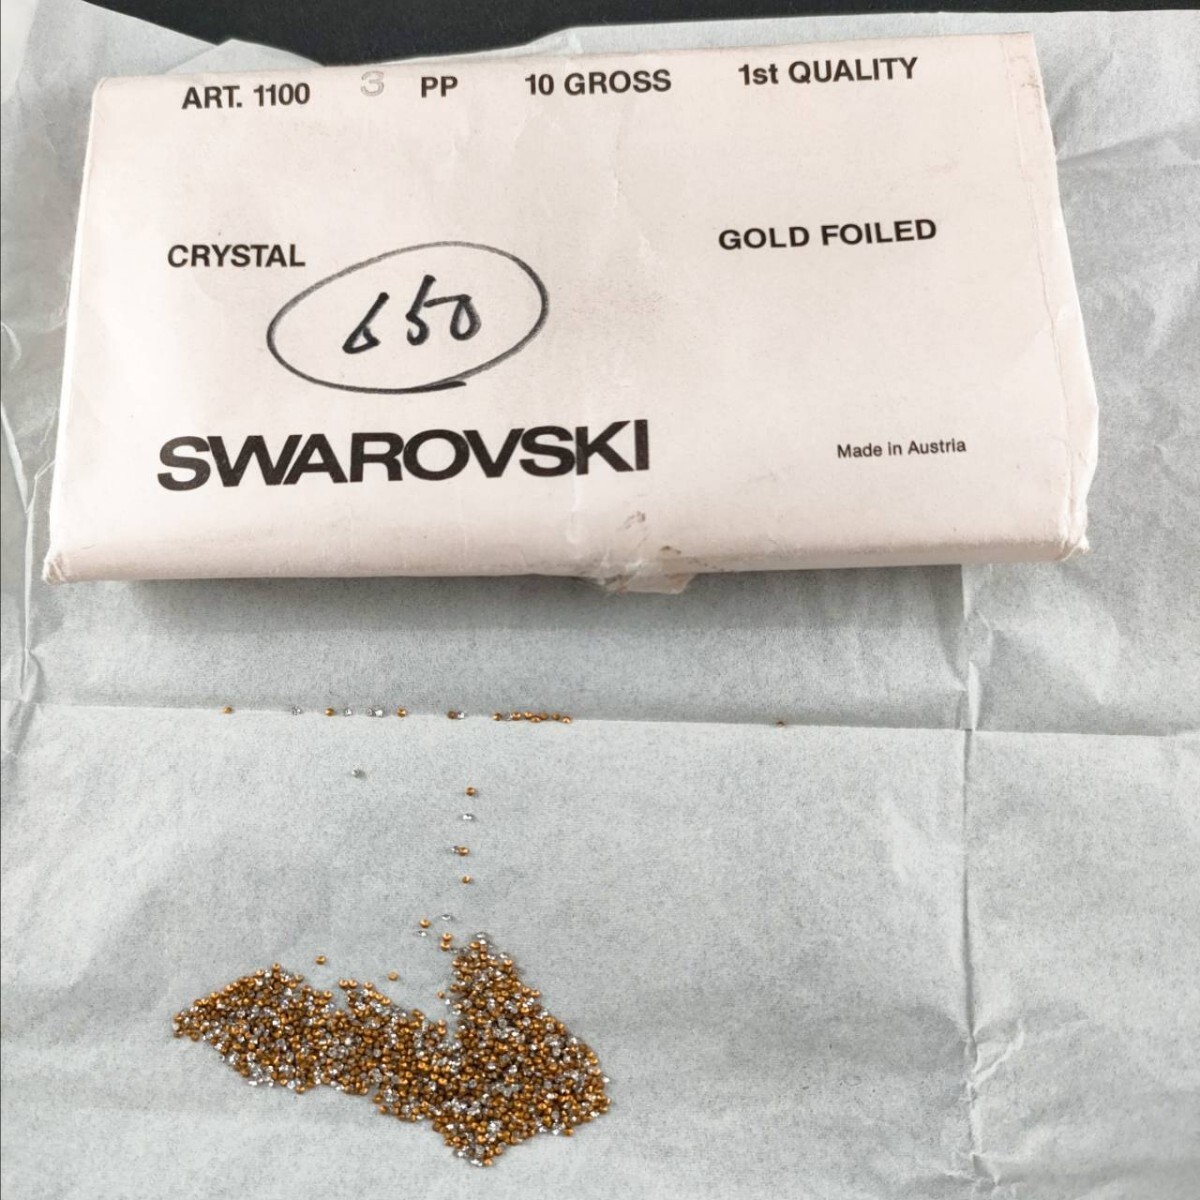 ART. 1100 3 PP 10 GROSS 1st QUALITY
CRYSTAL GOLD FOILED
650
SWAROVSKI Made in Austria